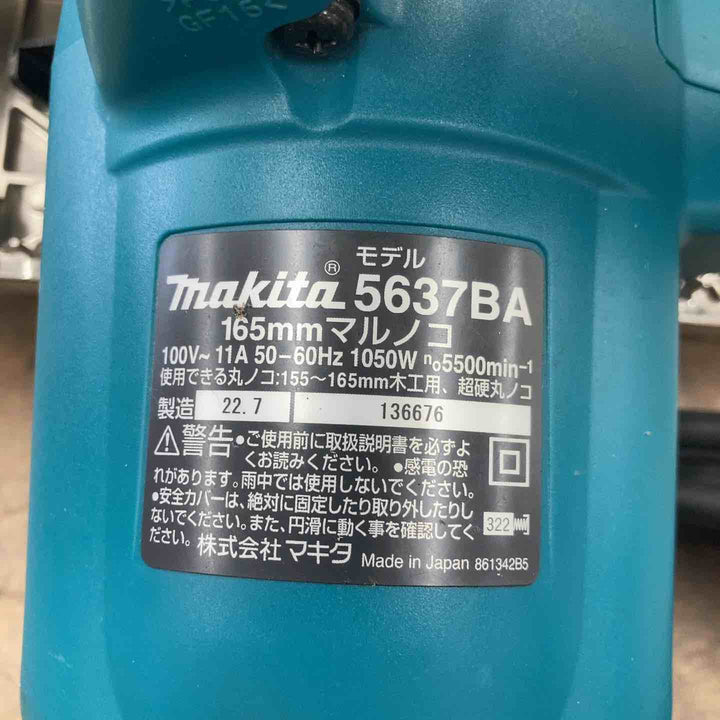 GF15
モデル
makita® 5637BA
165mmマルノコ
100V~ 11A 50-60Hz 1050W n₀5500min⁻¹
使用できる丸ノコ:155~165mm木工用、超硬丸ノコ
製造 22.7 136676
⚠警告 •ご使用前に取扱説明書を必ずよ
くお読みください。 •感電の恐
れがあります。雨中では使用しないでください。
•安全カバーは、絶対に固定したり取り外したりし
ないでください。また、円滑に動く事を確認してく
ださい。
322
株式会社 マキタ Made in Japan 861342B5